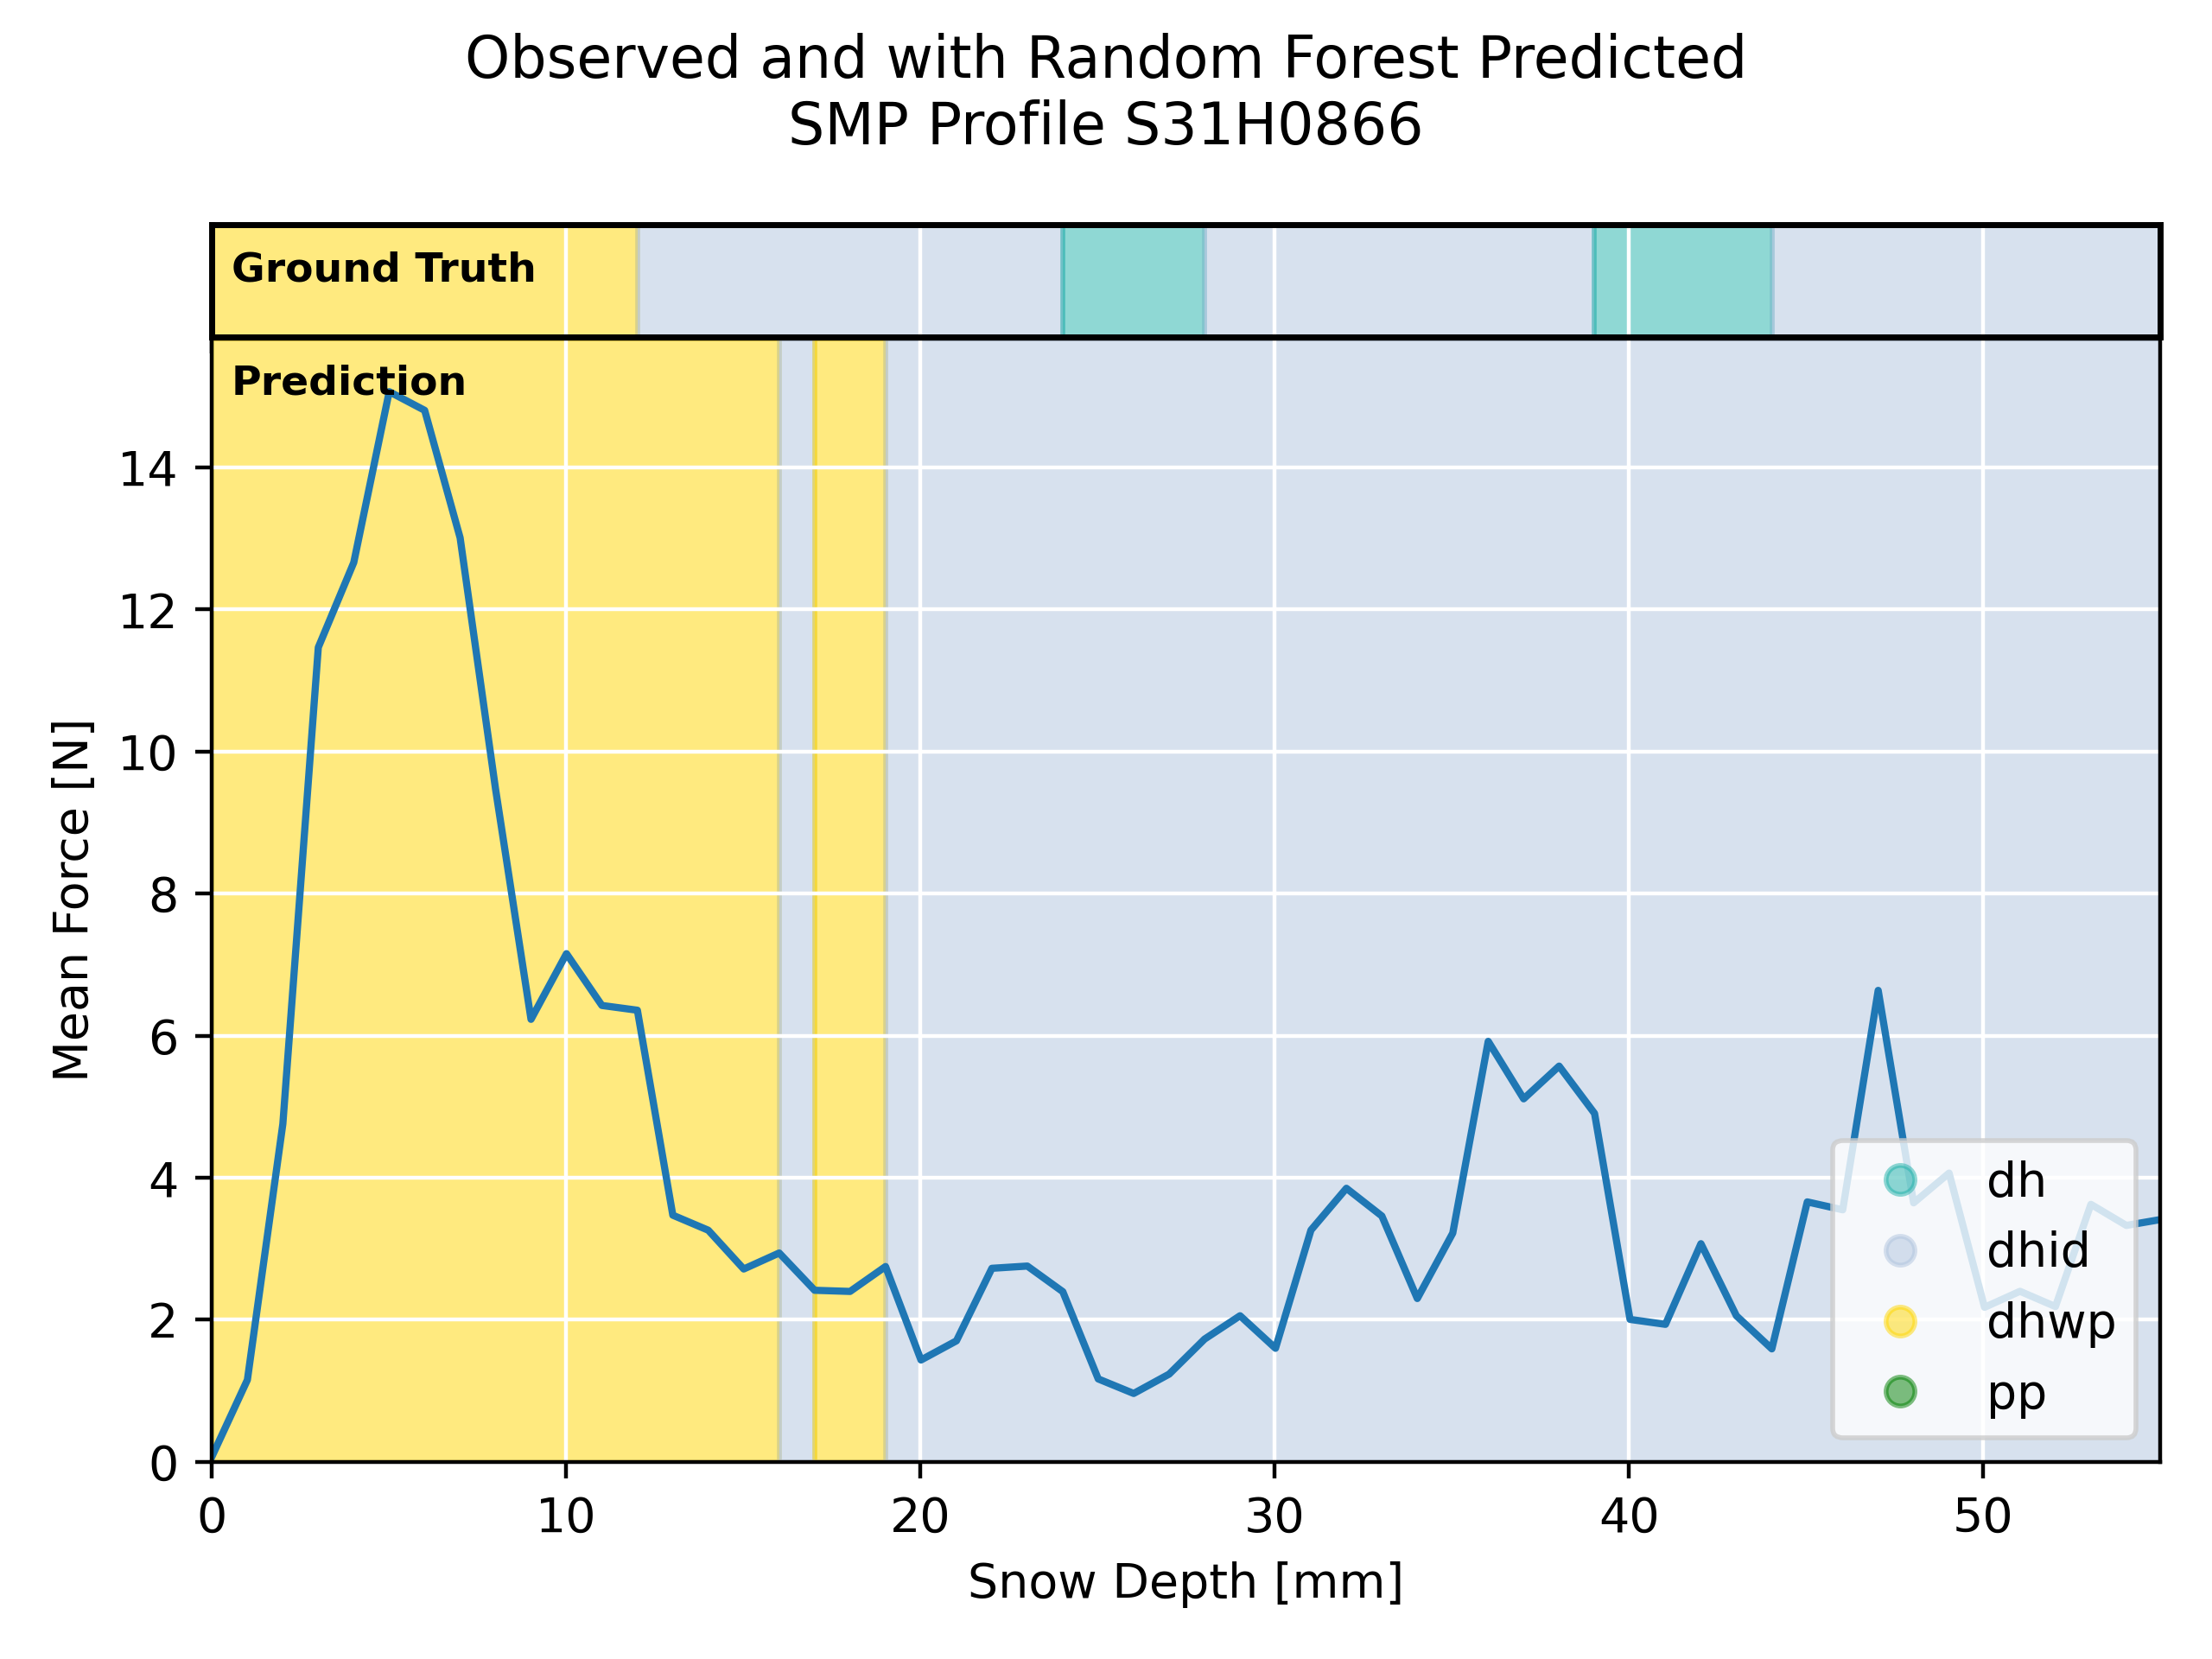 Observed and with Random Forest Predicted
SMP Profile S31H0866
Ground Truth
Prediction
14
12
10
8
6
4
2
0
Mean Force [N]
dh
dhid
dhwp
pp
0 10 20 30 40 50
Snow Depth [mm]